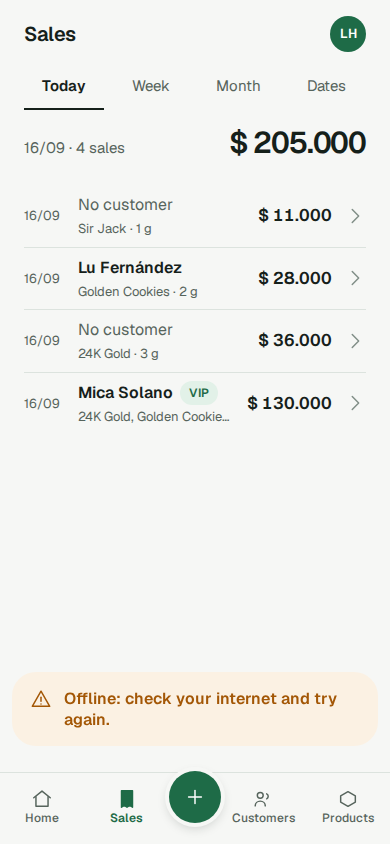 Sales
LH
Today
Week
Month
Dates
16/09 · 4 sales
$ 205.000
16/09
No customer
Sir Jack · 1 g
$ 11.000
16/09
Lu Fernández
Golden Cookies · 2 g
$ 28.000
16/09
No customer
24K Gold · 3 g
$ 36.000
16/09
Mica Solano
VIP
24K Gold, Golden Cookie...
$ 130.000
Offline: check your internet and try
again.
Home
Sales
Customers
Products